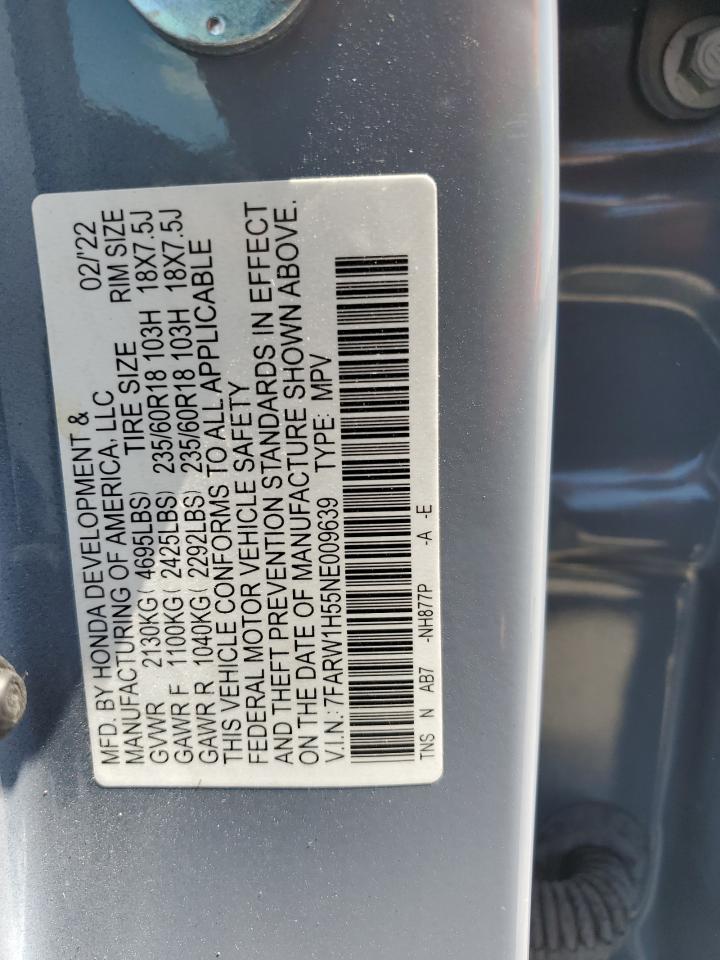 MFD. BY HONDA DEVELOPMENT & 02/'22
MANUFACTURING OF AMERICA, LLC
TIRE SIZE RIM SIZE
GVWR 2130KG( 4695LBS)
GAWR F 1100KG( 2425LBS) 235/60R18 103H 18X7.5J
GAWR R 1040KG( 2292LBS) 235/60R18 103H 18X7.5J
THIS VEHICLE CONFORMS TO ALL APPLICABLE
FEDERAL MOTOR VEHICLE SAFETY
AND THEFT PREVENTION STANDARDS IN EFFECT
ON THE DATE OF MANUFACTURE SHOWN ABOVE.
V.I.N.: 7FARW1H55NE009639 TYPE: MPV
TNS N AB7 -NH877P -A -E